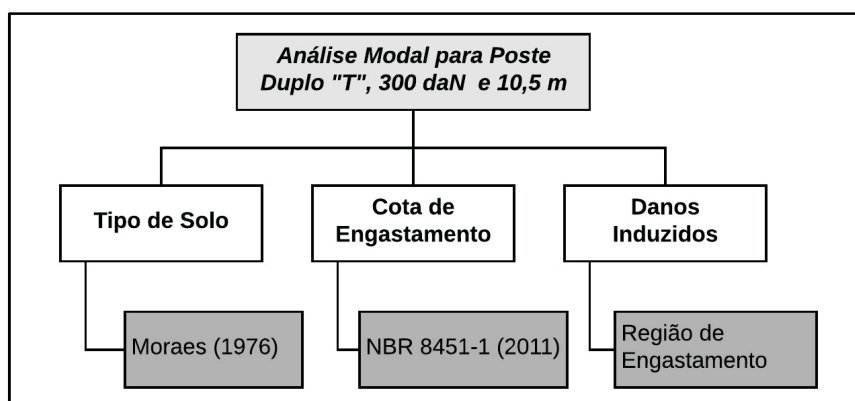 Análise Modal para Poste
Duplo "T", 300 daN e 10,5 m
Tipo de Solo
Cota de
Engastamento
Danos
Induzidos
Moraes (1976)
NBR 8451-1 (2011)
Região de
Engastamento